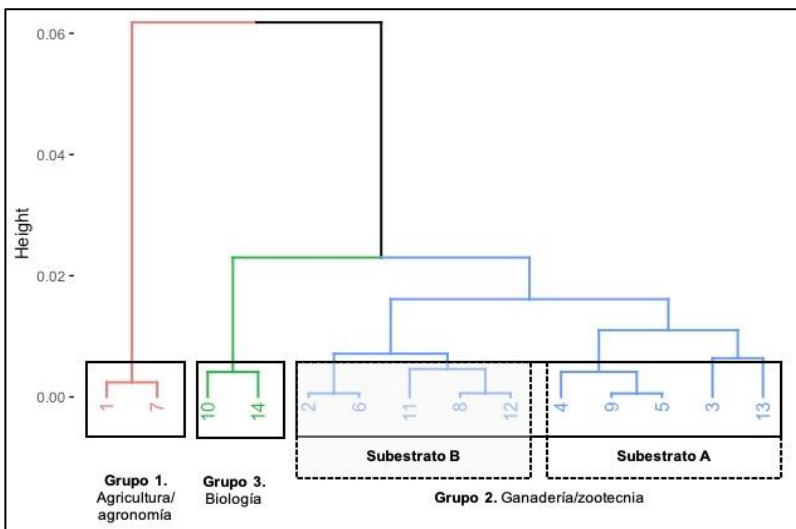 0.06
0.04
Height
0.02
0.00
1 7 10 14 2 6 11 8 12 4 9 5 3 13
Subestrato B Subestrato A
Grupo 1.
Agricultura/
agronomía
Grupo 3.
Biología
Grupo 2. Ganadería/zootecnia